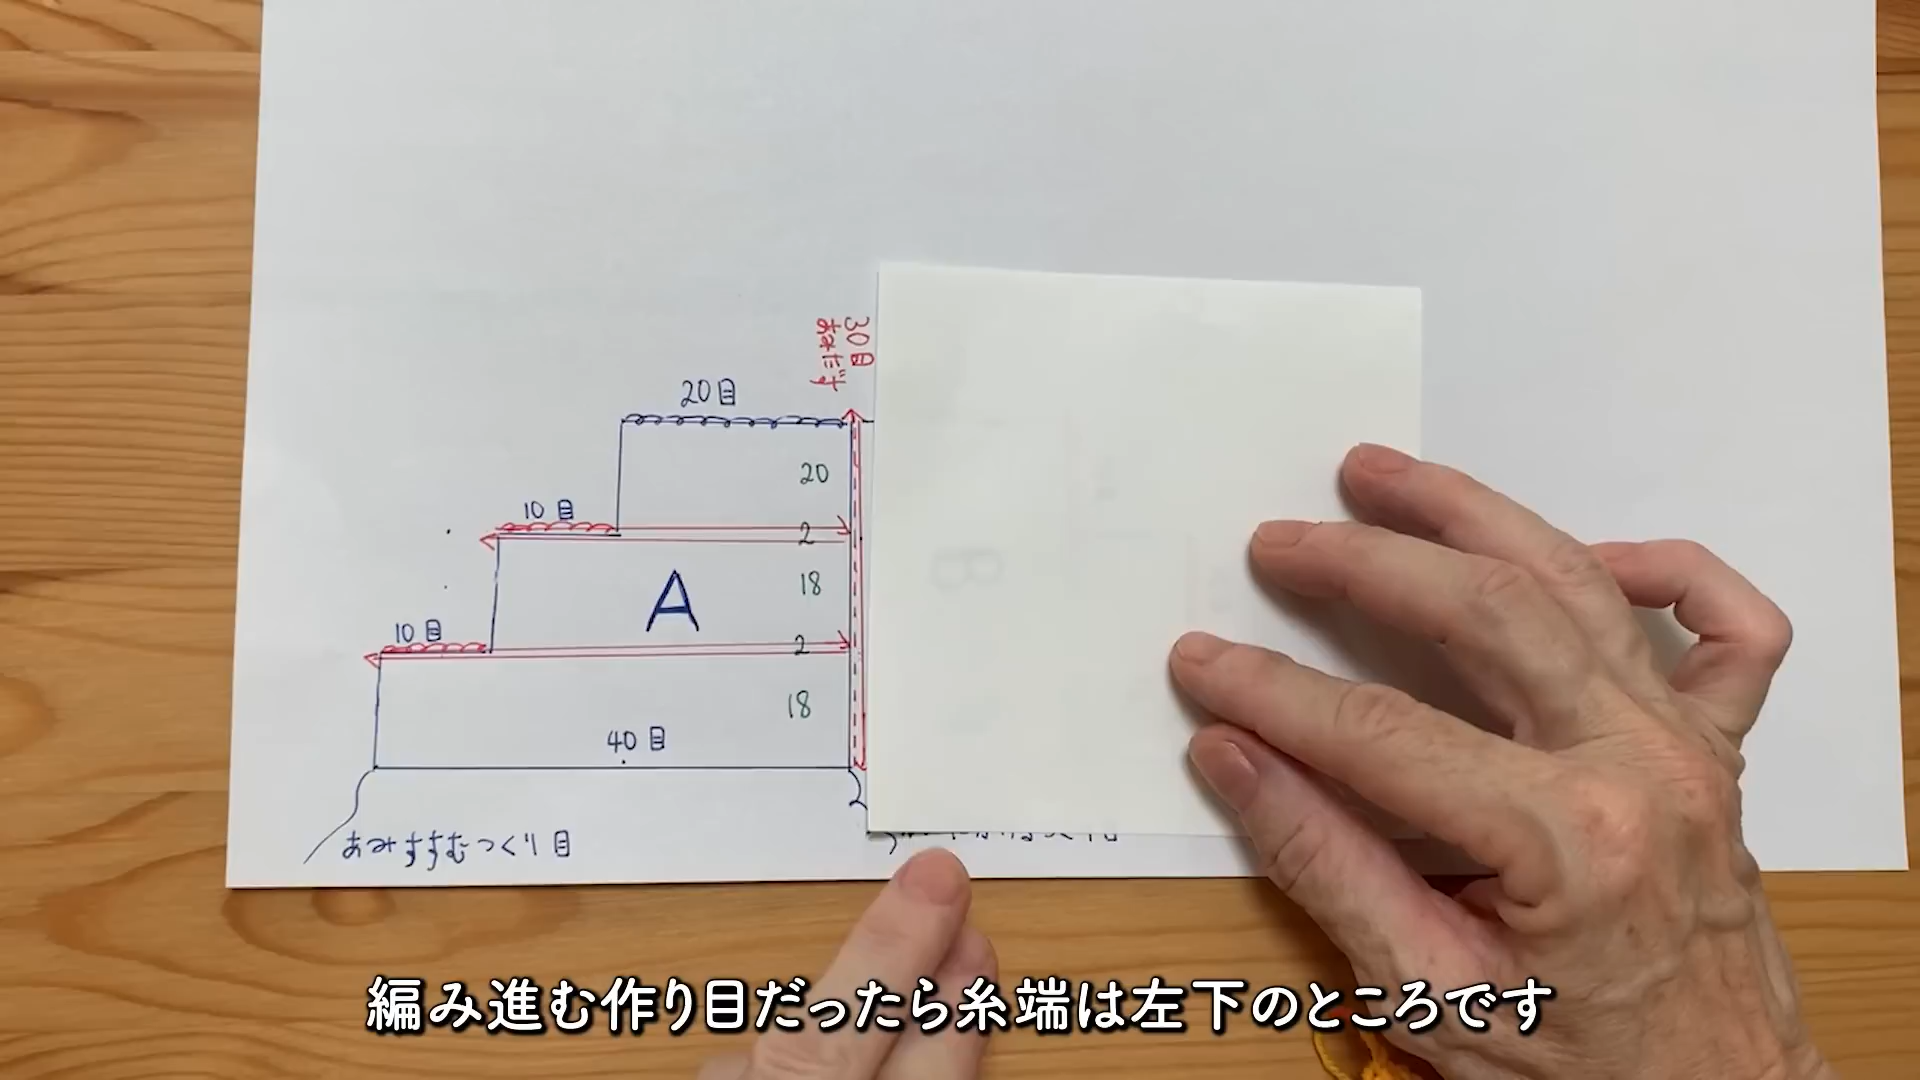 30目
あみだす
20目
20
10目
2
18
A
10目
2
18
40目
あみすすむつくり目
B
編み進む作り目だったら糸端は左下のところです